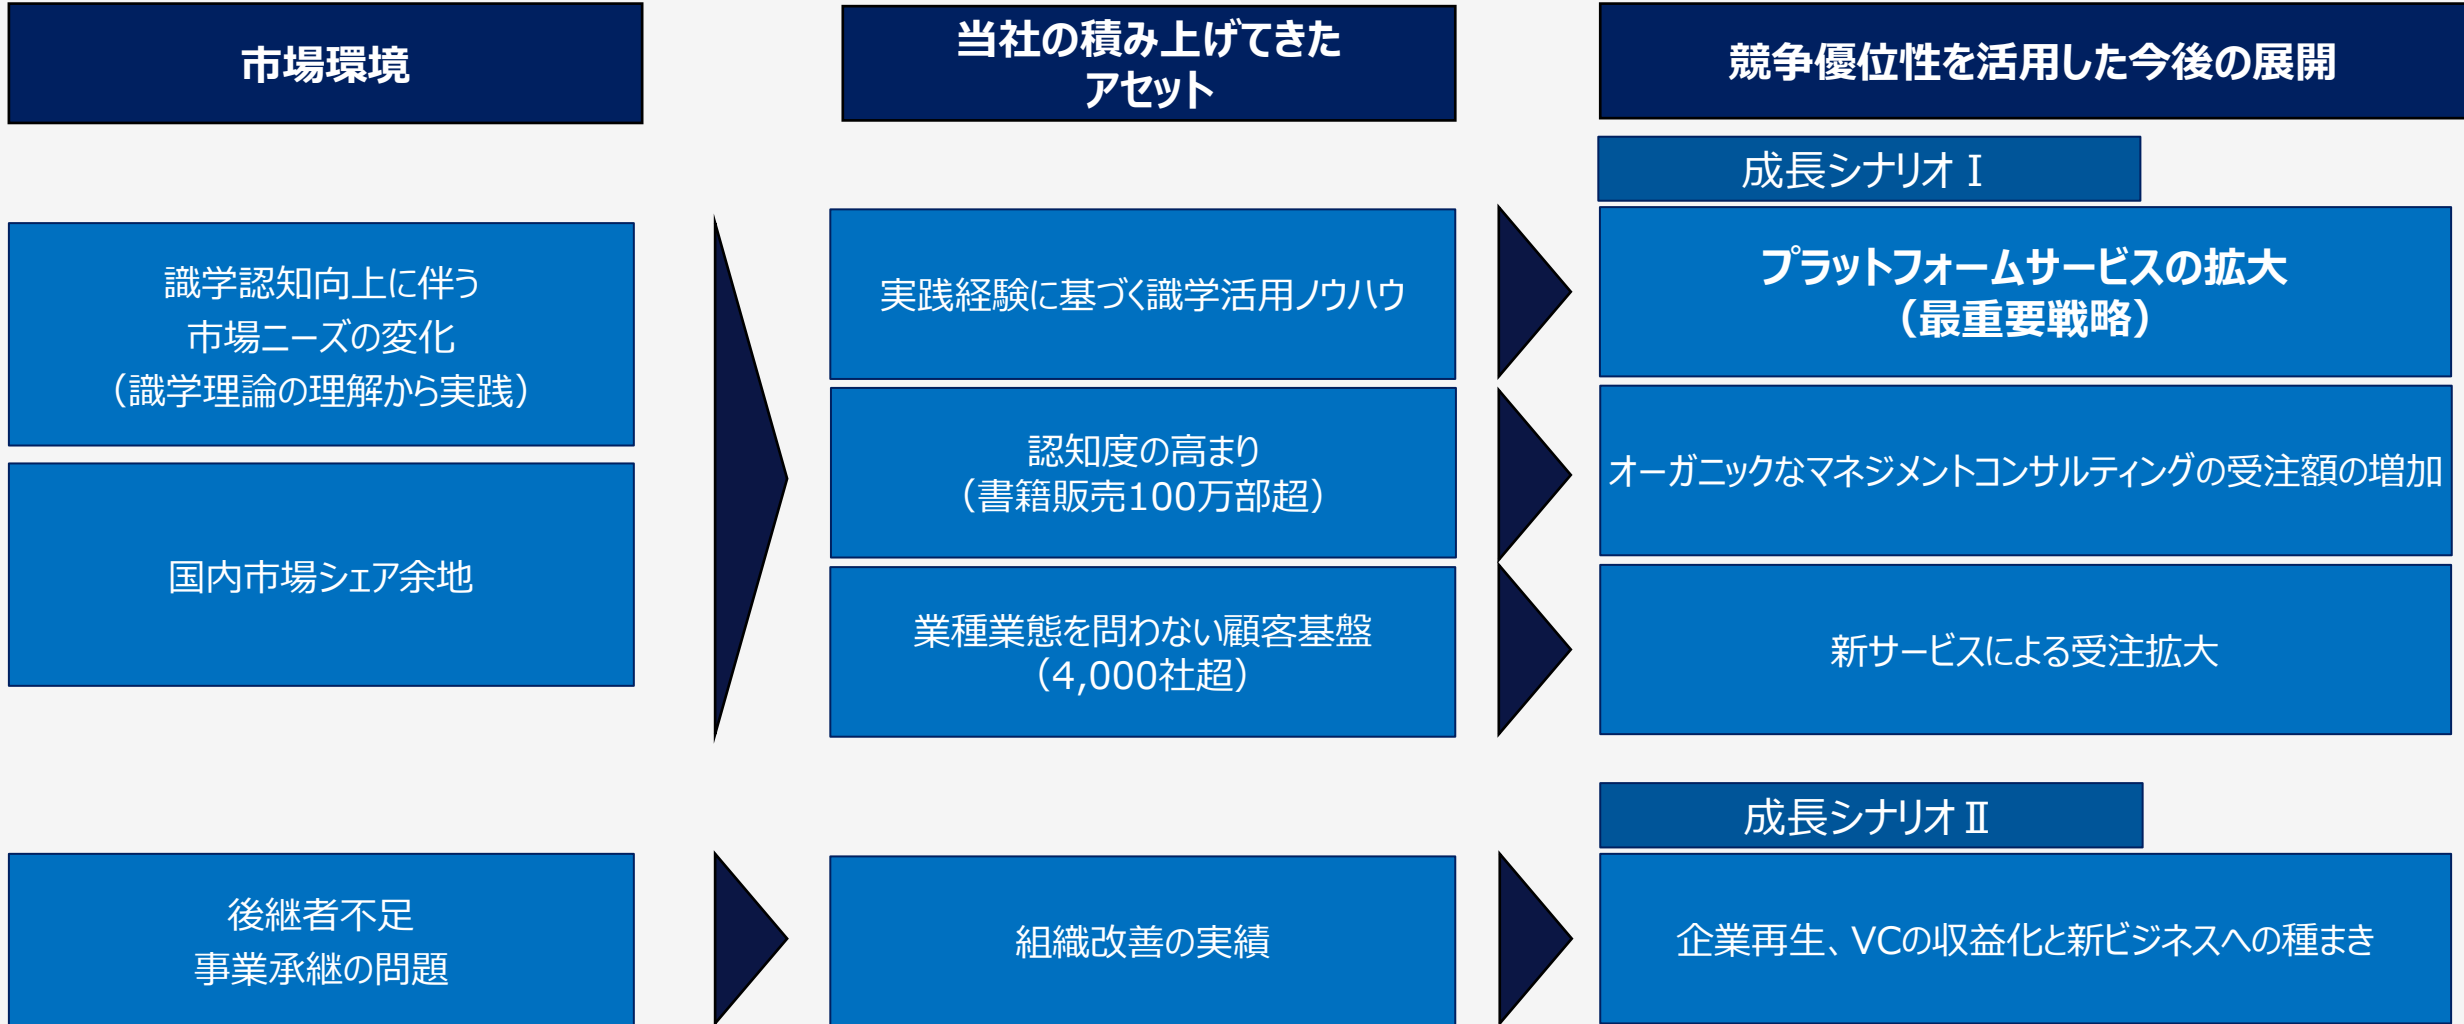 市場環境
当社の積み上げてきた
アセット
競争優位性を活用した今後の展開
成長シナリオⅠ
識学認知向上に伴う
市場ニーズの変化
（識学理論の理解から実践）
国内市場シェア余地
実践経験に基づく識学活用ノウハウ
認知度の高まり
（書籍販売100万部超）
業種業態を問わない顧客基盤
（4,000社超）
プラットフォームサービスの拡大
（最重要戦略）
オーガニックなマネジメントコンサルティングの受注額の増加
新サービスによる受注拡大
成長シナリオⅡ
後継者不足
事業承継の問題
組織改善の実績
企業再生、VCの収益化と新ビジネスへの種まき